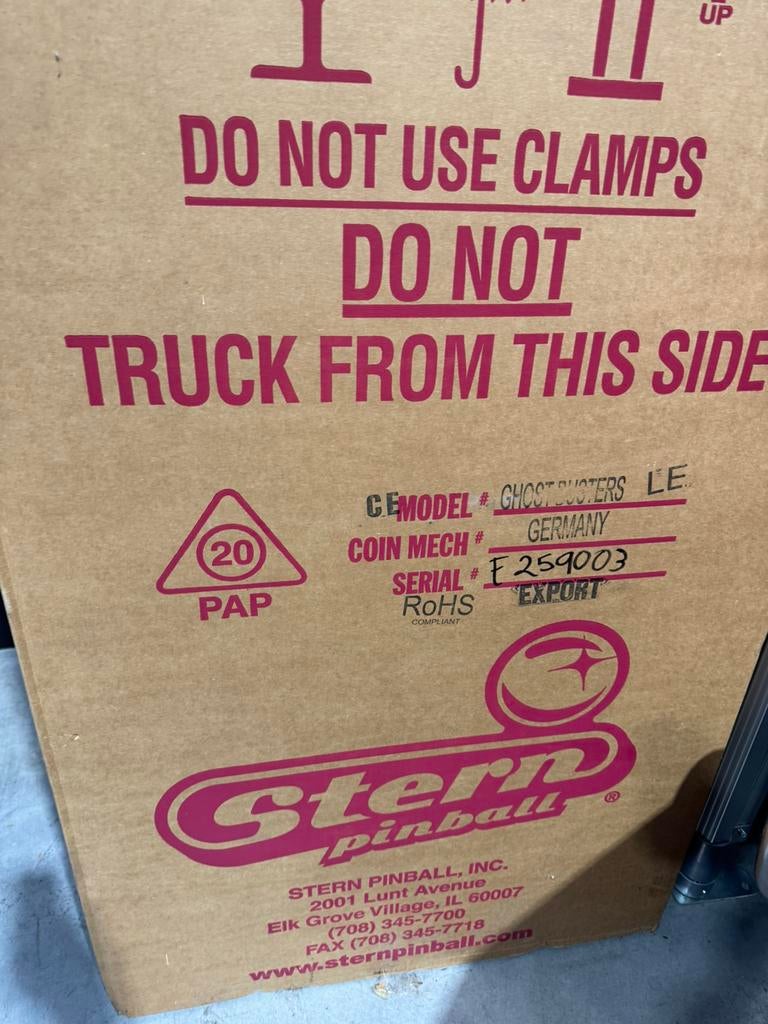 UP
DO NOT USE CLAMPS
DO NOT
TRUCK FROM THIS SIDE
20
PAP
CE MODEL # GHOSTBUSTERS LE
COIN MECH # GERMANY
SERIAL # F259003
RoHS EXPORT
COMPLIANT
Stern®
pinball
STERN PINBALL, INC.
2001 Lunt Avenue
Elk Grove Village, IL 60007
(708) 345-7700
FAX (708) 345-7718
www.sternpinball.com